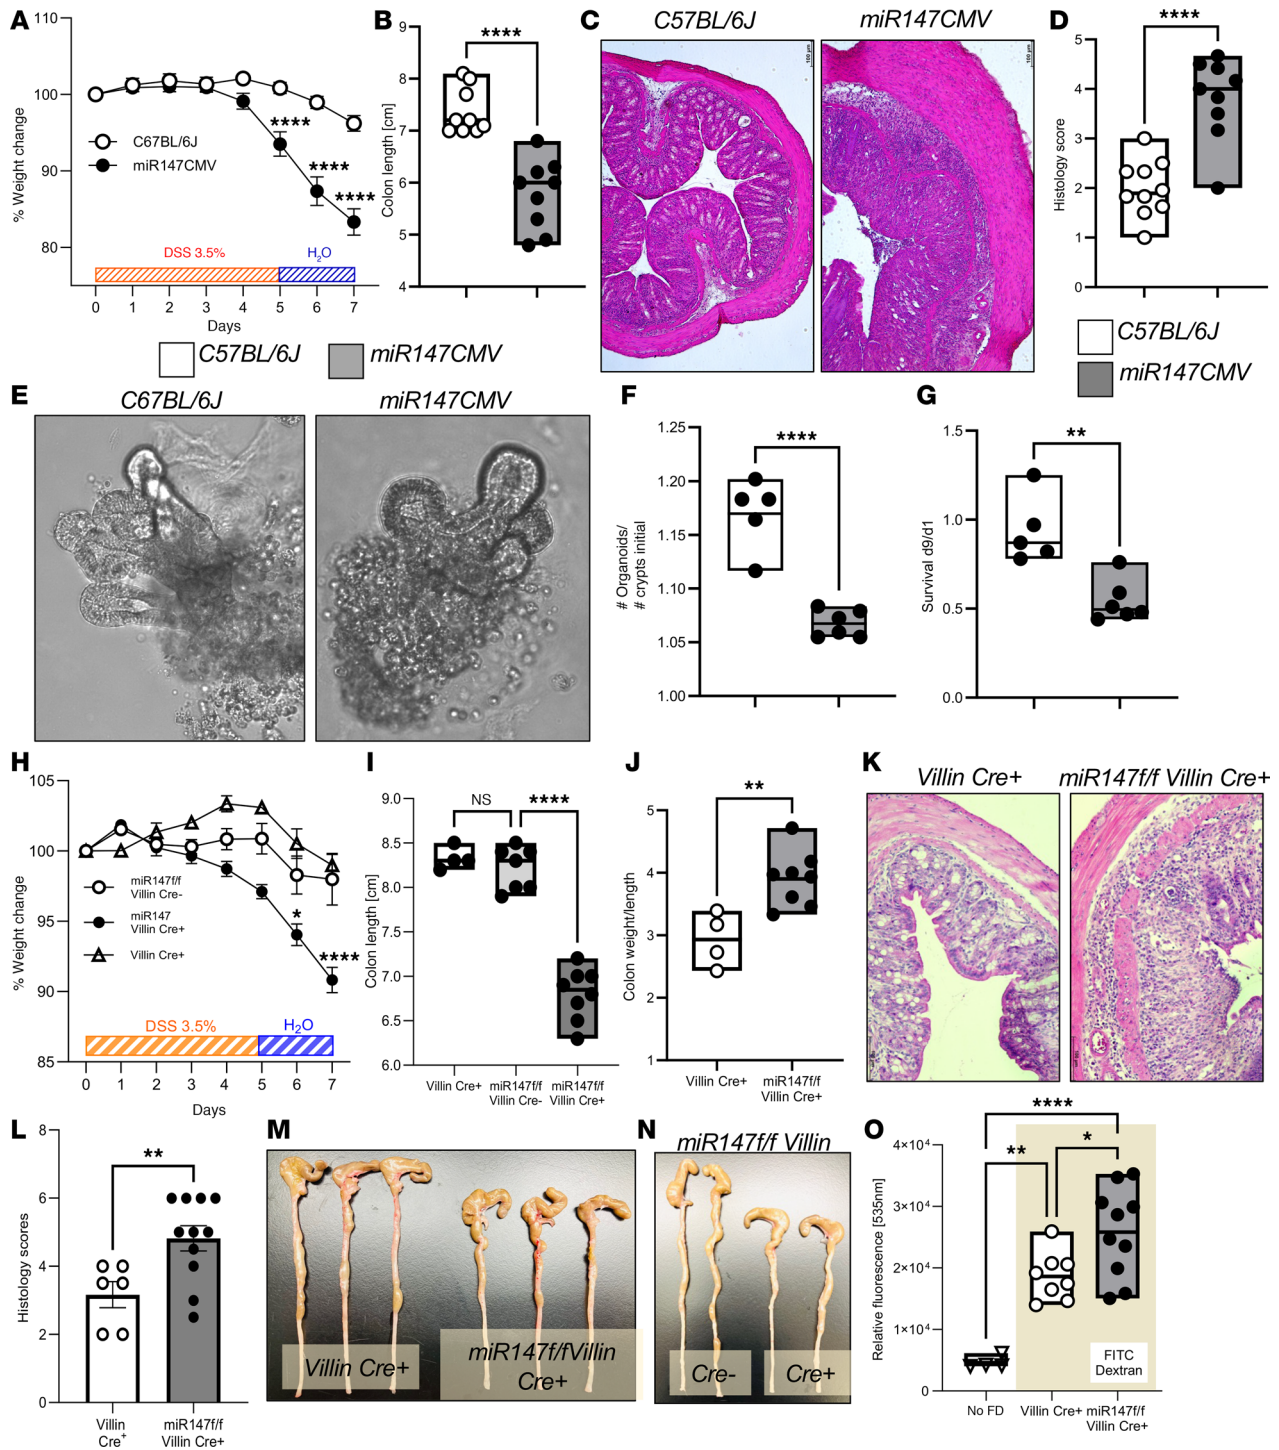 A
110
100
90
80
% Weight change
C67BL/6J
miR147CMV
****
****
****
DSS 3.5%
H2O
0 1 2 3 4 5 6 7
Days
B
****
9
8
7
6
5
4
Colon length [cm]
C57BL/6J
miR147CMV
C
C57BL/6J
miR147CMV
100 µm
100 µm
D
****
5
4
3
2
1
0
Histology score
C57BL/6J
miR147CMV
E
C67BL/6J
miR147CMV
F
1.25
1.20
1.15
1.10
1.05
1.00
# Organoids/
# crypts initial
****
G
1.5
1.0
0.5
0.0
Survival d9/d1
**
H
105
100
95
90
85
% Weight change
miR147f/f
Villin Cre-
miR147
Villin Cre+
Villin Cre+
*
****
DSS 3.5%
H2O
0 1 2 3 4 5 6 7
Days
I
9.0
8.5
8.0
7.5
7.0
6.5
6.0
Colon length [cm]
NS
****
Villin Cre+
miR147f/f
Villin Cre-
miR147f/f
Villin Cre+
J
5
4
3
2
1
Colon weight/length
**
Villin Cre+
miR147f/f
Villin Cre+
K
Villin Cre+
miR147f/f Villin Cre+
L
8
6
4
2
0
Histology scores
**
Villin
Cre+
miR147f/f
Villin Cre+
M
Villin Cre+
miR147f/fVillin
Cre+
N
miR147f/f Villin
Cre-
Cre+
O
4×10⁴
3×10⁴
2×10⁴
1×10⁴
0
Relative fluorescence [535nm]
****
**
*
FITC
Dextran
No FD
Villin Cre+
miR147f/f
Villin Cre+